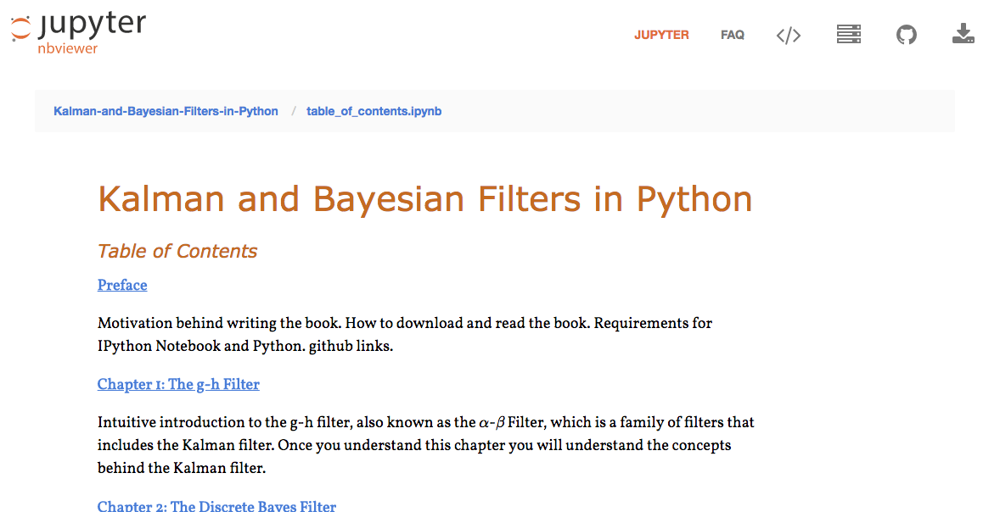 jupyter
nbviewer
JUPYTER FAQ </>
Kalman-and-Bayesian-Filters-in-Python / table_of_contents.ipynb
Kalman and Bayesian Filters in Python
Table of Contents
Preface
Motivation behind writing the book. How to download and read the book. Requirements for
IPython Notebook and Python. github links.
Chapter 1: The g-h Filter
Intuitive introduction to the g-h filter, also known as the α-β Filter, which is a family of filters that
includes the Kalman filter. Once you understand this chapter you will understand the concepts
behind the Kalman filter.
Chapter 2: The Discrete Bayes Filter